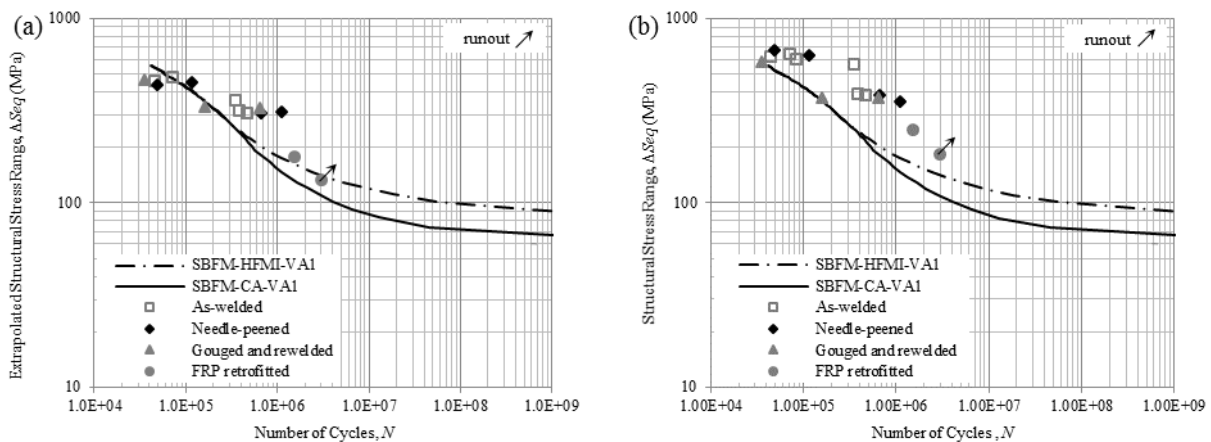 (a)
1000
100
10
Extrapolated Structural Stress Range, ΔSeq (MPa)
runout
SBFM-HFMI-VA1
SBFM-CA-VA1
As-welded
Needle-peened
Gouged and rewelded
FRP retrofitted
1.0E+04 1.0E+05 1.0E+06 1.0E+07 1.0E+08 1.0E+09
Number of Cycles, N
(b)
1000
100
10
Structural Stress Range, ΔSeq (MPa)
runout
SBFM-HFMI-VA1
SBFM-CA-VA1
As-welded
Needle-peened
Gouged and rewelded
FRP retrofitted
1.00E+04 1.00E+05 1.00E+06 1.00E+07 1.00E+08 1.00E+09
Number of Cycles, N